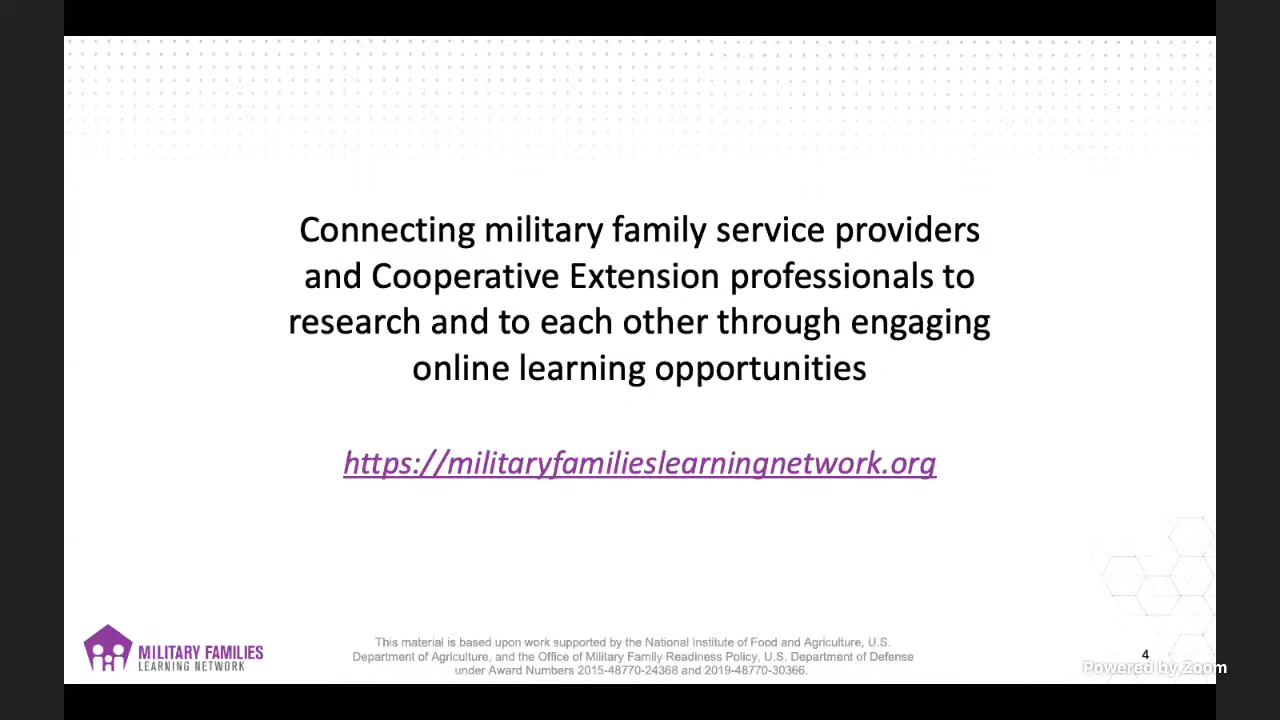 Connecting military family service providers
and Cooperative Extension professionals to
research and to each other through engaging
online learning opportunities
https://militaryfamilieslearningnetwork.org
MILITARY FAMILIES
LEARNING NETWORK
This material is based upon work supported by the National Institute of Food and Agriculture, U.S.
Department of Agriculture, and the Office of Military Family Readiness Policy, U.S. Department of Defense
under Award Numbers 2015-48770-24368 and 2019-48770-30366.
4
Powered by Zoom